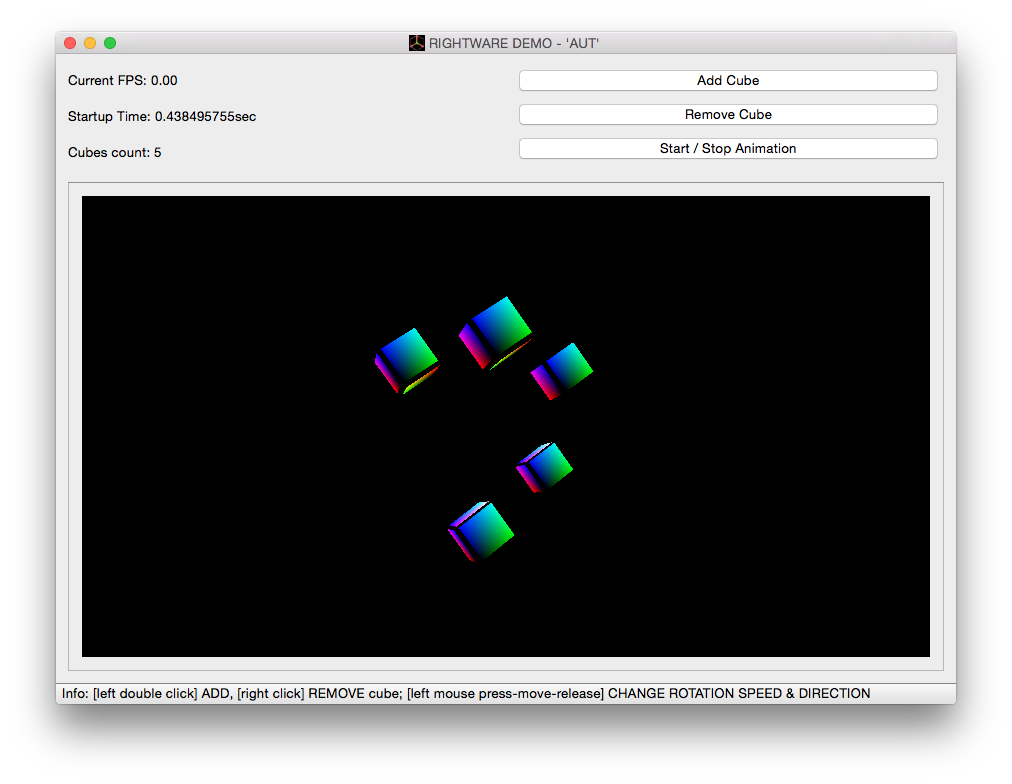 RIGHTWARE DEMO - 'AUT'
Current FPS: 0.00
Startup Time: 0.438495755sec
Cubes count: 5
Add Cube
Remove Cube
Start / Stop Animation
Info: [left double click] ADD, [right click] REMOVE cube; [left mouse press-move-release] CHANGE ROTATION SPEED & DIRECTION